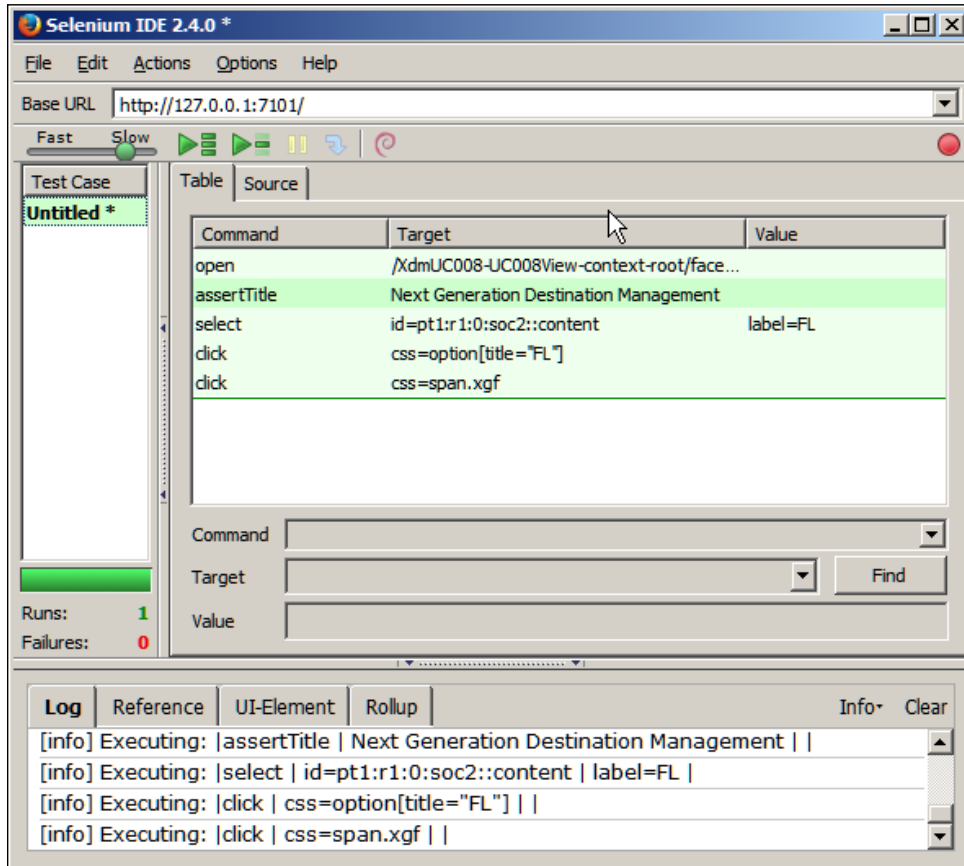 Selenium IDE 2.4.0 *
File Edit Actions Options Help
Base URL http://127.0.0.1:7101/
Fast Slow
Test Case
Untitled *
Table Source
Command Target Value
open /XdmUC008-UC008View-context-root/face...
assertTitle Next Generation Destination Management
select id=pt1:r1:0:soc2::content label=FL
click css=option[title="FL"]
click css=span.xgf
Command
Target Find
Value
Runs: 1
Failures: 0
Log Reference UI-Element Rollup Info Clear
[info] Executing: |assertTitle | Next Generation Destination Management | |
[info] Executing: |select | id=pt1:r1:0:soc2::content | label=FL |
[info] Executing: |click | css=option[title="FL"] | |
[info] Executing: |click | css=span.xgf | |